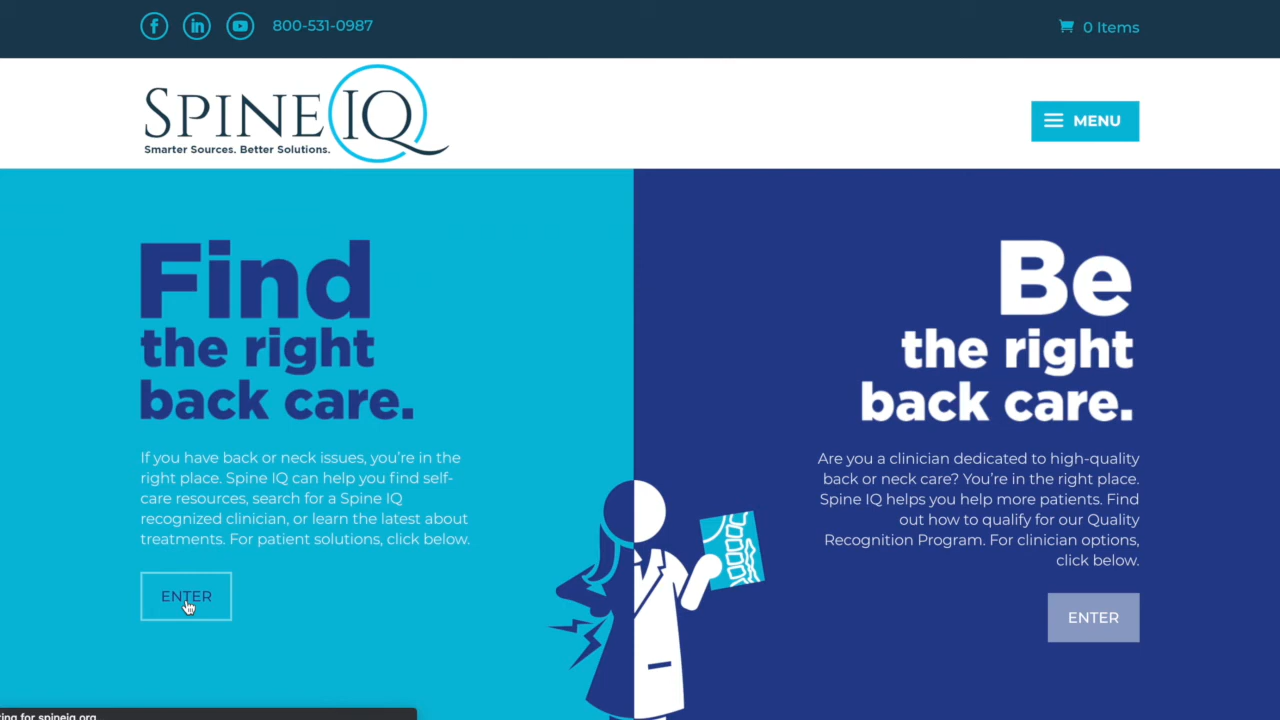 800-531-0987
0 Items
SPINE IQ
Smarter Sources. Better Solutions.
MENU
Find
the right
back care.
If you have back or neck issues, you're in the
right place. Spine IQ can help you find self-
care resources, search for a Spine IQ
recognized clinician, or learn the latest about
treatments. For patient solutions, click below.
ENTER
Be
the right
back care.
Are you a clinician dedicated to high-quality
back or neck care? You're in the right place.
Spine IQ helps you help more patients. Find
out how to qualify for our Quality
Recognition Program. For clinician options,
click below.
ENTER
for spineiq.org